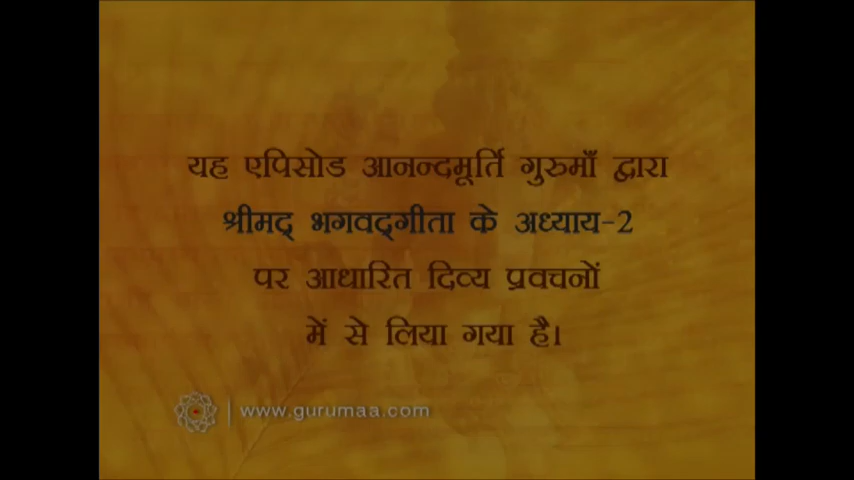 यह एपिसोड आनन्दमूर्ति गुरुमाँ द्वारा
श्रीमद् भगवद्गीता के अध्याय-2
पर आधारित दिव्य प्रवचनों
में से लिया गया है।
www.gurumaa.com